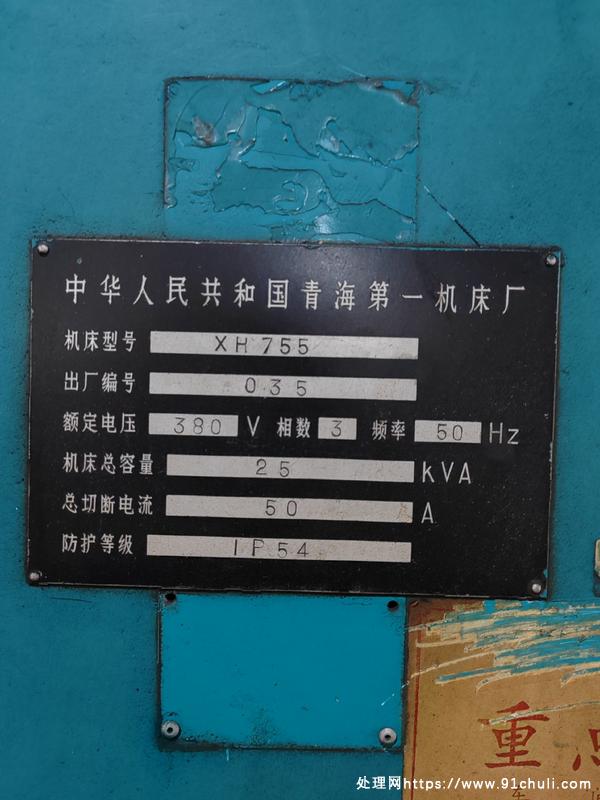 中华人民共和国青海第一机床厂
机床型号 XH755
出厂编号 035
额定电压 380 V 相数 3 频率 50 Hz
机床总容量 25 KVA
总切断电流 50 A
防护等级 IP54
重
处理网https://www.91chuli.com/